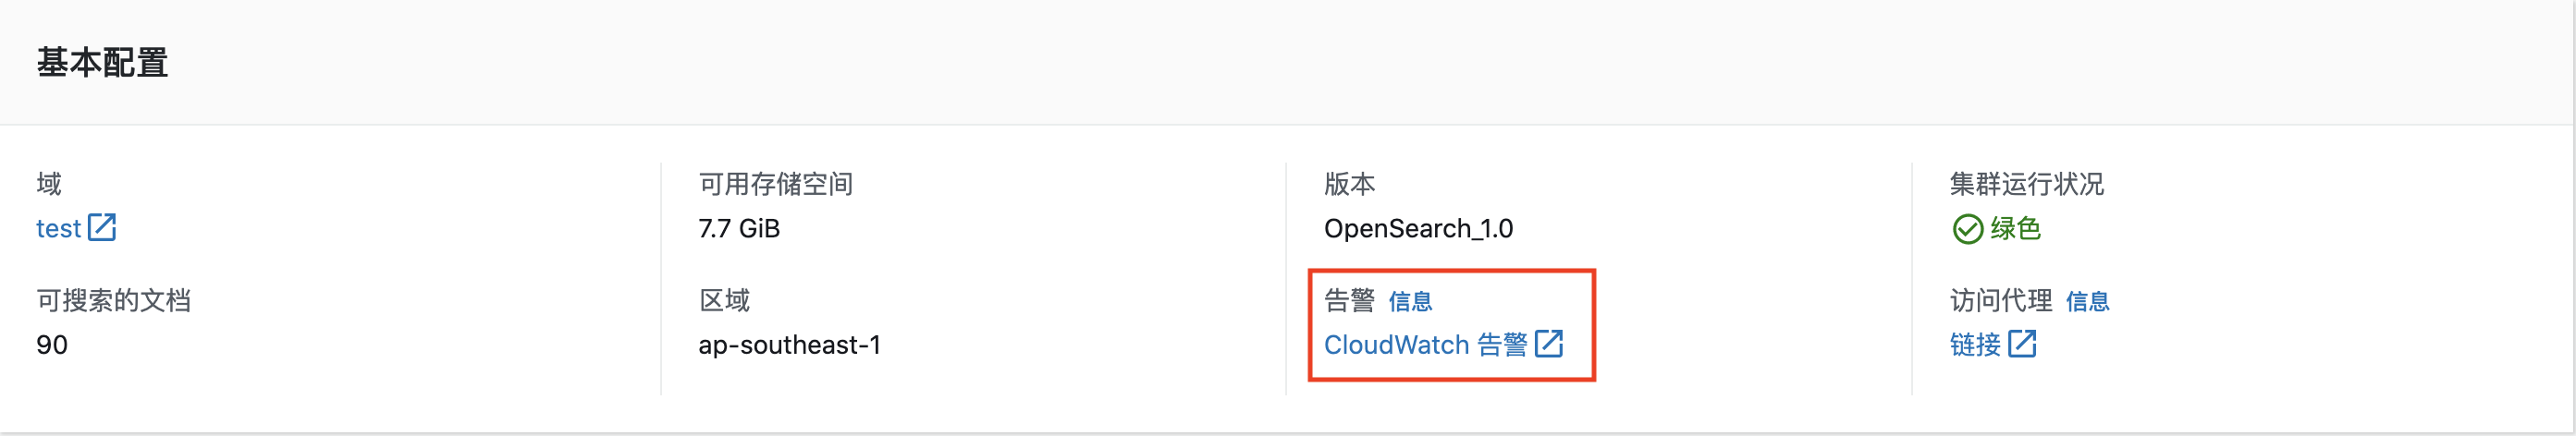 基本配置
域
test
可搜索的文档
90
可用存储空间
7.7 GiB
区域
ap-southeast-1
版本
OpenSearch_1.0
告警 信息
CloudWatch 告警
集群运行状况
绿色
访问代理 信息
链接